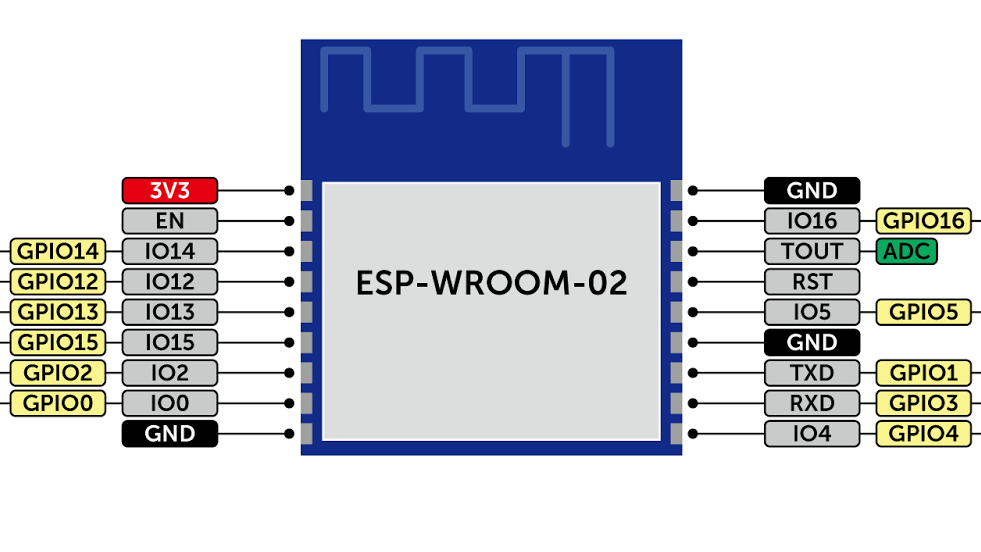 3V3 GND
EN IO16 GPIO16
GPIO14 IO14 TOUT ADC
GPIO12 IO12 RST
ESP-WROOM-02
GPIO13 IO13 IO5 GPIO5
GPIO15 IO15 GND
GPIO2 IO2 TXD GPIO1
GPIO0 IO0 RXD GPIO3
GND IO4 GPIO4